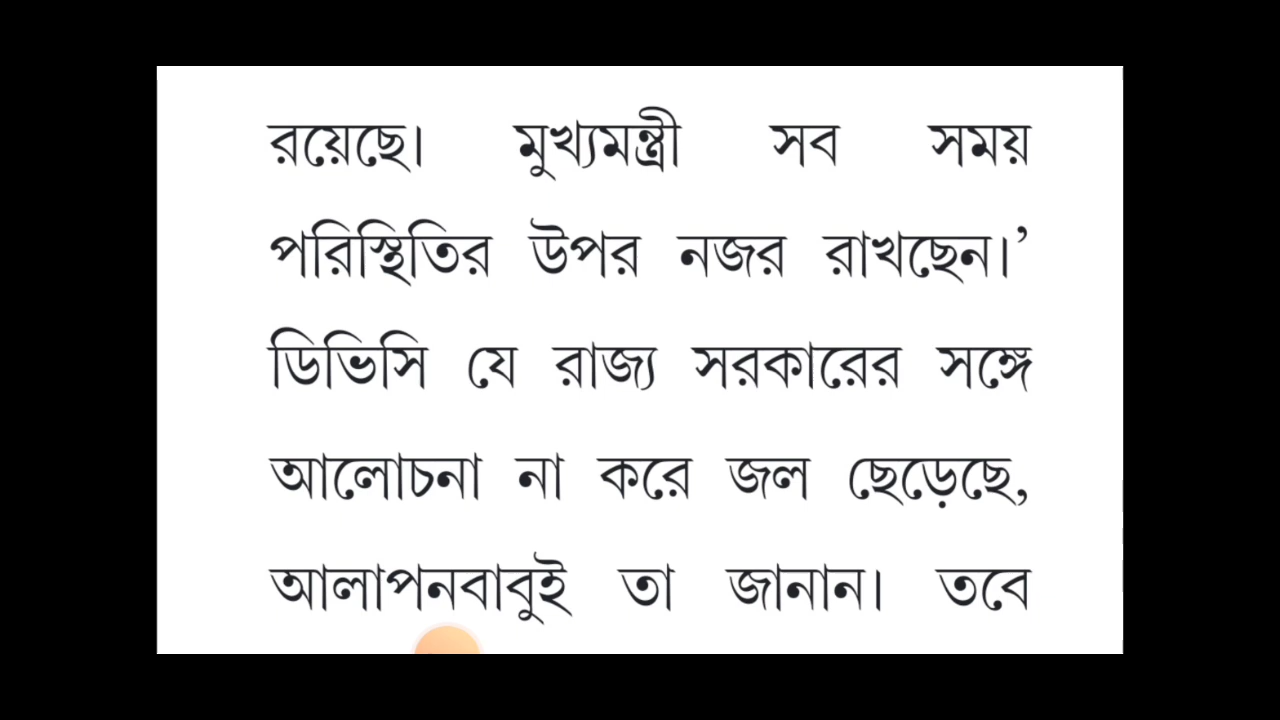 রয়েছে। মুখ্যমন্ত্রী সব সময়
পরিস্থিতির উপর নজর রাখছেন।’
ডিভিসি যে রাজ্য সরকারের সঙ্গে
আলোচনা না করে জল ছেড়েছে,
আলাপনবাবুই তা জানান। তবে